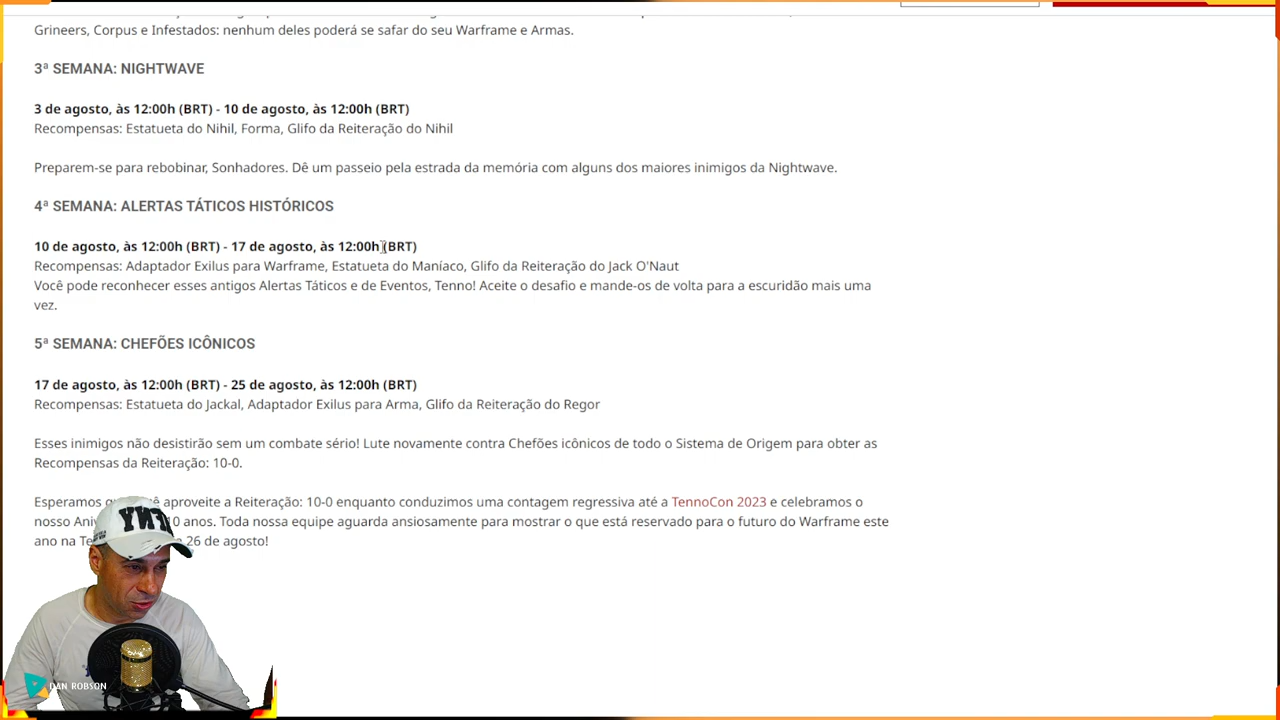 Grineers, Corpus e Infestados: nenhum deles poderá se safar do seu Warframe e Armas.
3ª SEMANA: NIGHTWAVE
3 de agosto, às 12:00h (BRT) - 10 de agosto, às 12:00h (BRT)
Recompensas: Estatueta do Nihil, Forma, Glifo da Reiteração do Nihil
Preparem-se para rebobinar, Sonhadores. Dê um passeio pela estrada da memória com alguns dos maiores inimigos da Nightwave.
4ª SEMANA: ALERTAS TÁTICOS HISTÓRICOS
10 de agosto, às 12:00h (BRT) - 17 de agosto, às 12:00h (BRT)
Recompensas: Adaptador Exilus para Warframe, Estatueta do Maníaco, Glifo da Reiteração do Jack O'Naut
Você pode reconhecer esses antigos Alertas Táticos e de Eventos, Tenno! Aceite o desafio e mande-os de volta para a escuridão mais uma
vez.
5ª SEMANA: CHEFÕES ICÔNICOS
17 de agosto, às 12:00h (BRT) - 25 de agosto, às 12:00h (BRT)
Recompensas: Estatueta do Jackal, Adaptador Exilus para Arma, Glifo da Reiteração do Regor
Esses inimigos não desistirão sem um combate sério! Lute novamente contra Chefões icônicos de todo o Sistema de Origem para obter as
Recompensas da Reiteração: 10-0.
Esperamos aproveite a Reiteração: 10-0 enquanto conduzimos uma contagem regressiva até a TennoCon 2023 e celebramos o
nosso 10 anos. Toda nossa equipe aguarda ansiosamente para mostrar o que está reservado para o futuro do Warframe este
ano na 26 de agosto!
DAN ROBSON